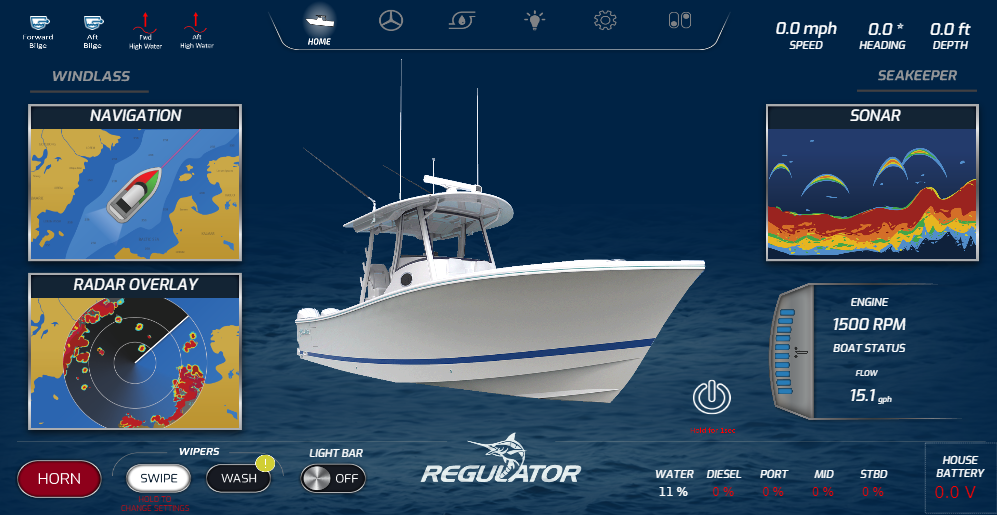 Forward
Bilge
Aft
Bilge
Fwd
High Water
Aft
High Water
HOME
0.0 mph
SPEED
0.0 *
HEADING
0.0 ft
DEPTH
WINDLASS
SEAKEEPER
NAVIGATION
SONAR
RADAR OVERLAY
ENGINE
1500 RPM
BOAT STATUS
FLOW
15.1 gph
WIPERS
HORN
SWIPE
HOLD TO
CHANGE SETTINGS
WASH
!
LIGHT BAR
OFF
REGULATOR
WATER
11 %
DIESEL
0 %
PORT
0 %
MID
0 %
STBD
0 %
HOUSE
BATTERY
0.0 V